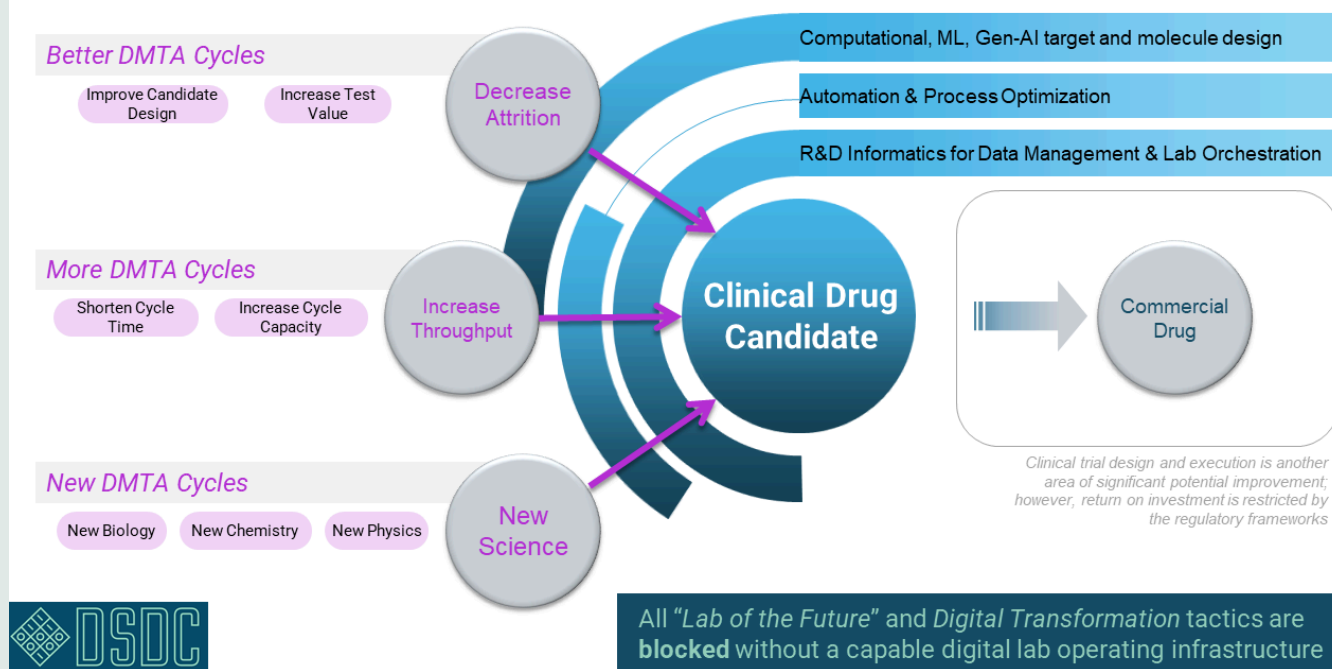 Better DMTA Cycles
Improve Candidate
Design
Increase Test
Value
Decrease
Attrition
Computational, ML, Gen-AI target and molecule design
Automation & Process Optimization
R&D Informatics for Data Management & Lab Orchestration
More DMTA Cycles
Shorten Cycle
Time
Increase Cycle
Capacity
Increase
Throughput
Clinical Drug
Candidate
Commercial
Drug
Clinical trial design and execution is another
area of significant potential improvement;
however, return on investment is restricted by
the regulatory frameworks
New DMTA Cycles
New Biology
New Chemistry
New Physics
New
Science
DSDC
All “Lab of the Future” and Digital Transformation tactics are
blocked without a capable digital lab operating infrastructure